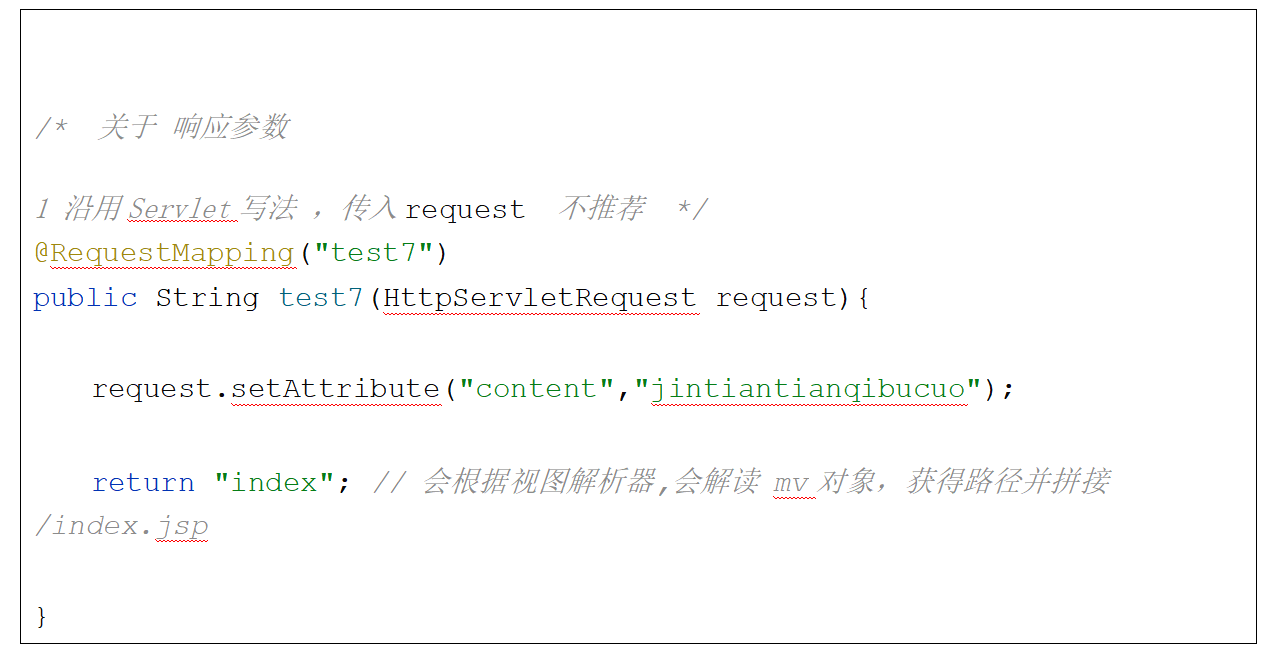 /*  关于 响应参数
1 沿用 Servlet 写法 ，传入 request  不推荐  */
@RequestMapping("test7")
public String test7(HttpServletRequest request){
request.setAttribute("content","jintiantianqibucuo");
return "index"; // 会根据视图解析器,会解读 mv 对象，获得路径并拼接
/index.jsp
}